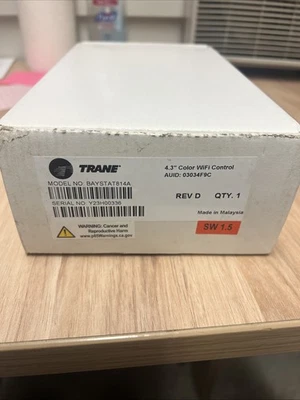 TRANE
4.3" Color WiFi Control
AUID: 03034F9C
MODEL NO. BAYSTAT814A
REV D QTY. 1
SERIAL NO. Y23H00336
Made in Malaysia
Cancer and
Reproductive Harm
www.p65Warnings.ca.gov
SW 1.5